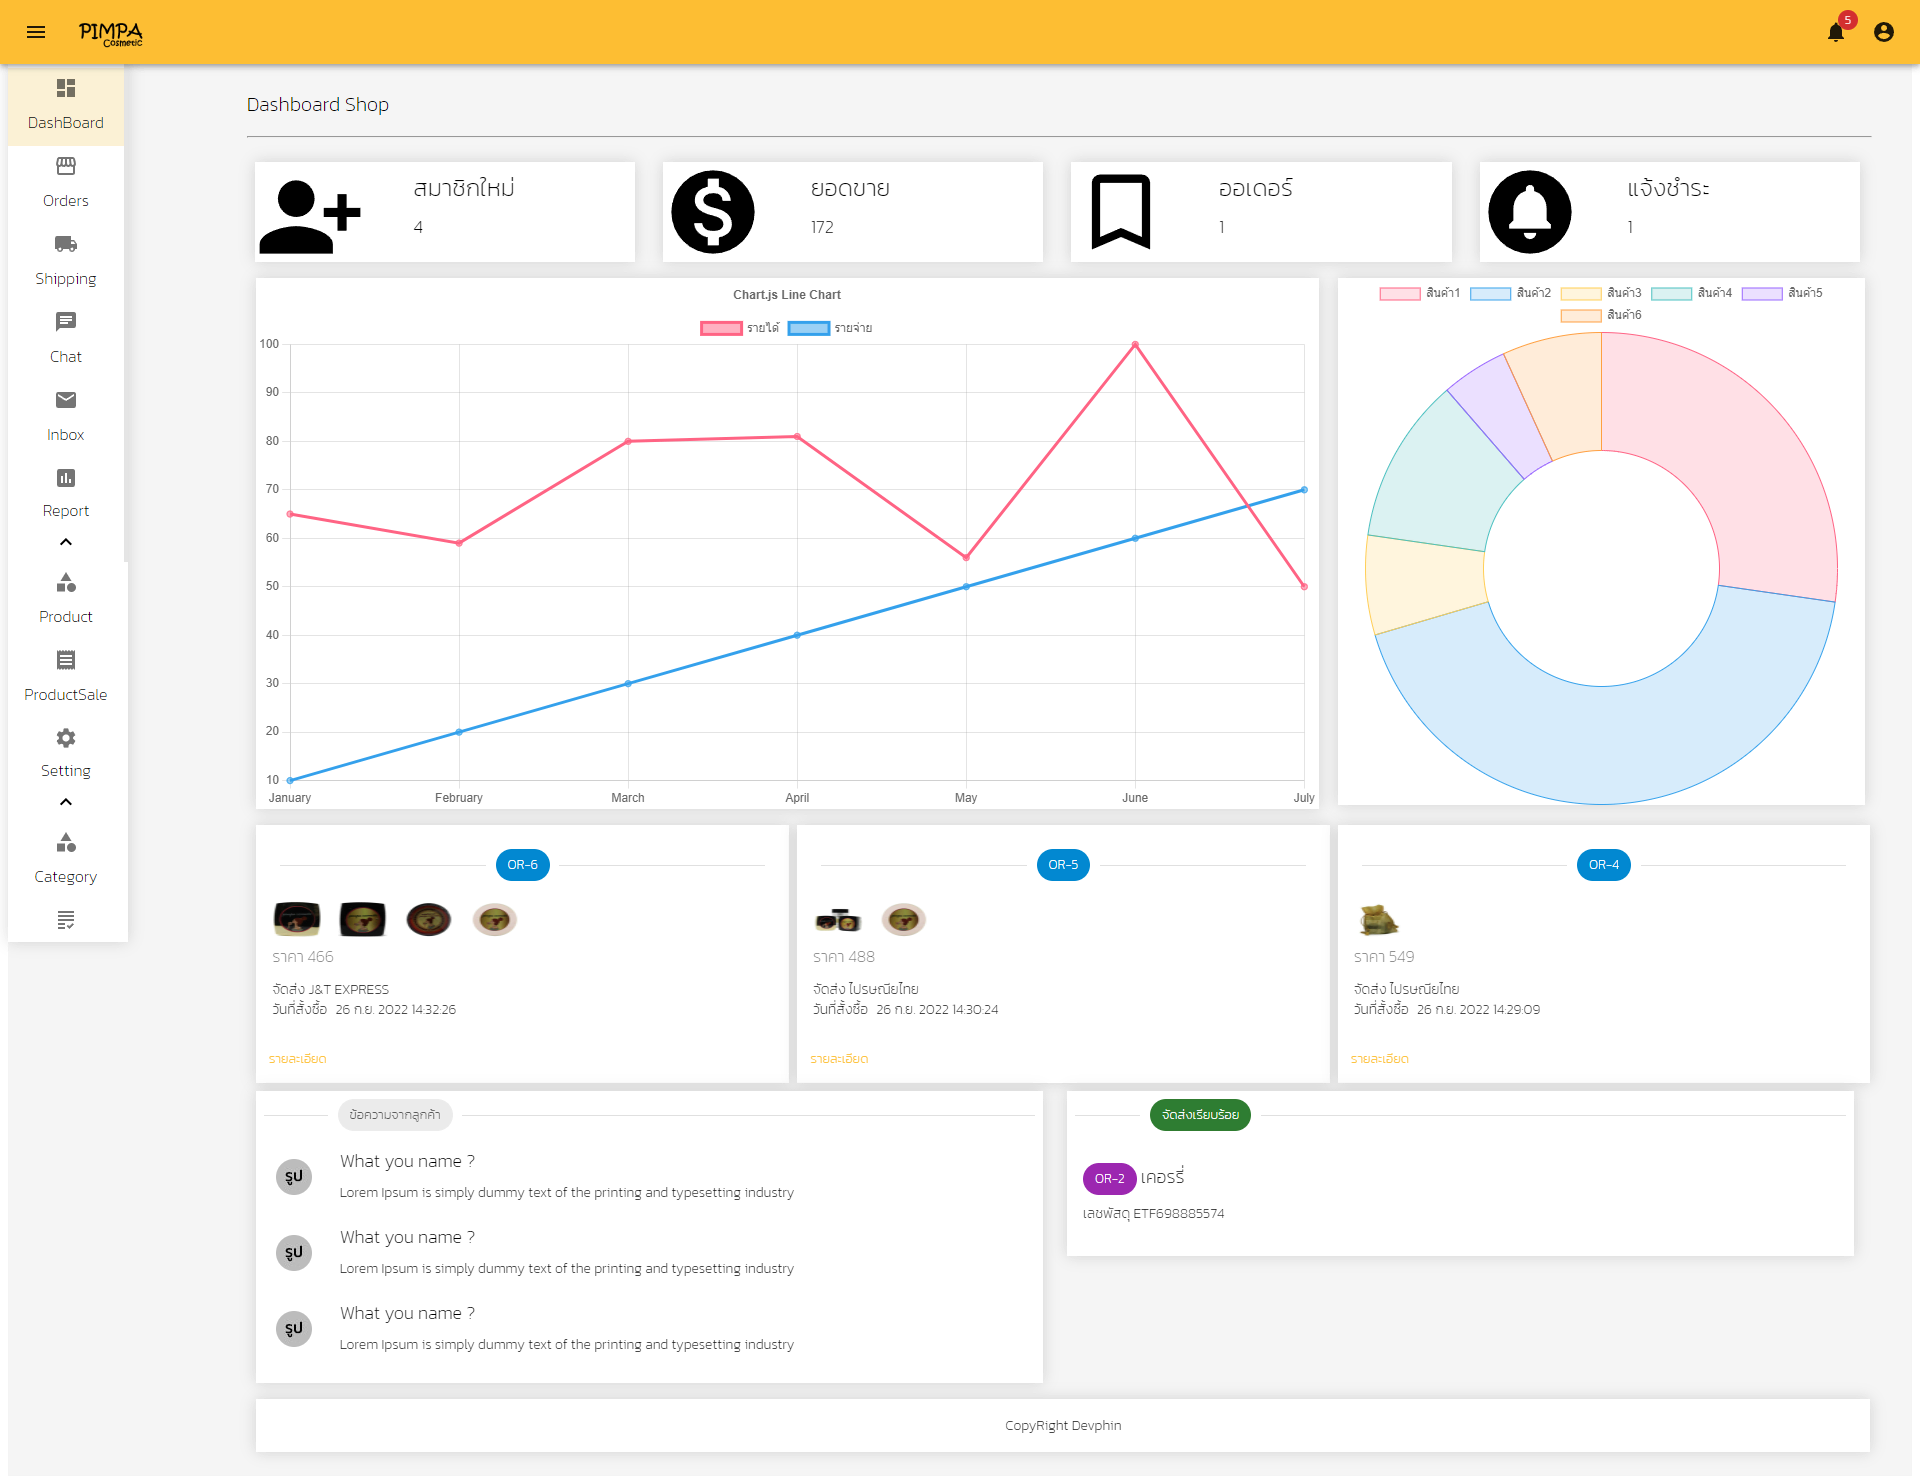 PIMPA
Cosmetic
5
DashBoard
Orders
Shipping
Chat
Inbox
Report
Product
ProductSale
Setting
Category
Dashboard Shop
สมาชิกใหม่
4
ยอดขาย
172
ออเดอร์
1
แจ้งชำระ
1
Chart.js Line Chart
รายได้ รายจ่าย
100
90
80
70
60
50
40
30
20
10
January February March April May June July
สินค้า1 สินค้า2 สินค้า3 สินค้า4 สินค้า5
สินค้า6
OR-6
ราคา 466
จัดส่ง J&T EXPRESS
วันที่สั้งซื้อ 26 ก.ย. 2022 14:32:26
รายละเอียด
OR-5
ราคา 488
จัดส่ง ไปรษณียไทย
วันที่สั้งซื้อ 26 ก.ย. 2022 14:30:24
รายละเอียด
OR-4
ราคา 549
จัดส่ง ไปรษณียไทย
วันที่สั้งซื้อ 26 ก.ย. 2022 14:29:09
รายละเอียด
ข้อความจากลูกค้า
รูป
What you name ?
Lorem Ipsum is simply dummy text of the printing and typesetting industry
รูป
What you name ?
Lorem Ipsum is simply dummy text of the printing and typesetting industry
รูป
What you name ?
Lorem Ipsum is simply dummy text of the printing and typesetting industry
จัดส่งเรียบร้อย
OR-2 เคอรรี่
เลขพัสดุ ETF698885574
CopyRight Devphin